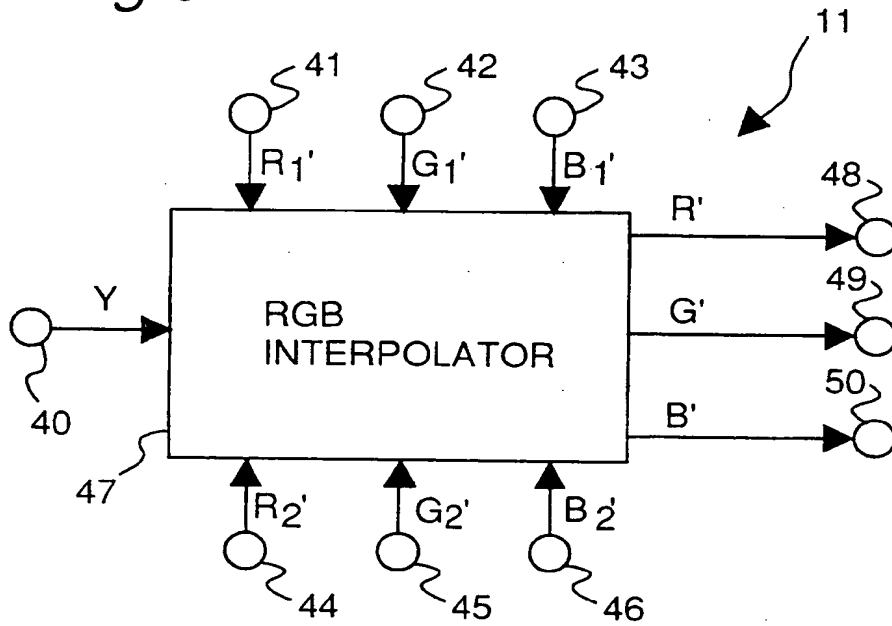 11
41 42 43
R1' G1' B1'
48
R'
Y
49
RGB
INTERPOLATOR
G'
40
50
B'
47
R2' G2' B2'
44 45 46